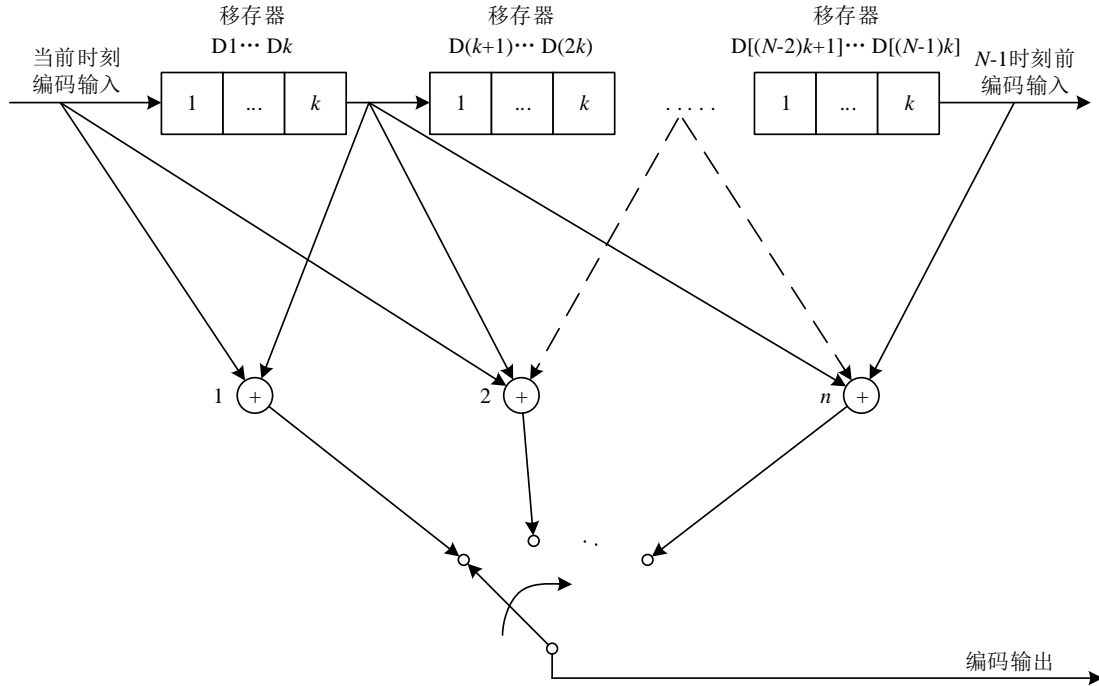 移存器
D1… Dk
移存器
D(k+1)… D(2k)
移存器
D[(N-2)k+1]… D[(N-1)k]
当前时刻
编码输入
N-1时刻前
编码输入
1 ... k
1 ... k
.....
1 ... k
1 +
2 +
n +
..
编码输出